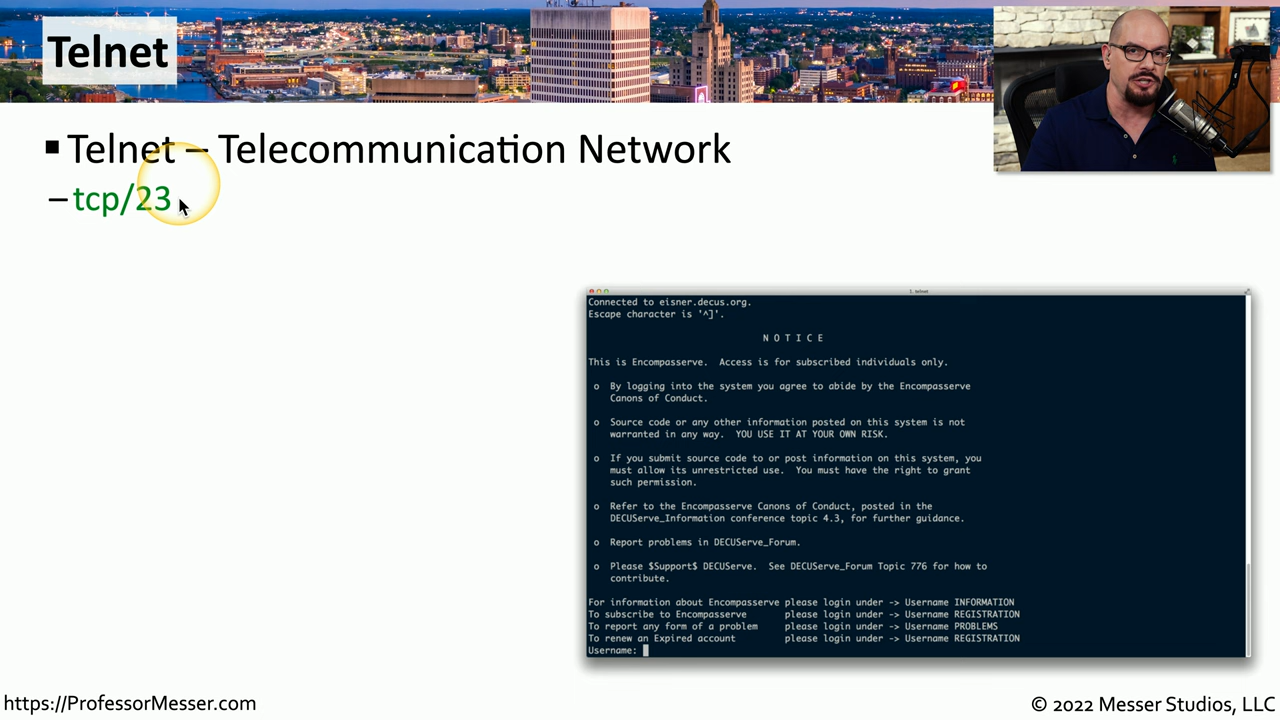 Telnet
▪ Telnet – Telecommunication Network
– tcp/23
1. telnet
Connected to eisner.decus.org.
Escape character is '^]'.
N O T I C E
This is Encompasserve. Access is for subscribed individuals only.
o By logging into the system you agree to abide by the Encompasserve
Canons of Conduct.
o Source code or any other information posted on this system is not
warranted in any way. YOU USE IT AT YOUR OWN RISK.
o If you submit source code to or post information on this system, you
must allow its unrestricted use. You must have the right to grant
such permission.
o Refer to the Encompasserve Canons of Conduct, posted in the
DECUServe_Information conference topic 4.3, for further guidance.
o Report problems in DECUServe_Forum.
o Please $Support$ DECUServe. See DECUServe_Forum Topic 776 for how to
contribute.
For information about Encompasserve please login under -> Username INFORMATION
To subscribe to Encompasserve please login under -> Username REGISTRATION
To report any form of a problem please login under -> Username PROBLEMS
To renew an Expired account please login under -> Username REGISTRATION
Username:
https://ProfessorMesser.com
© 2022 Messer Studios, LLC